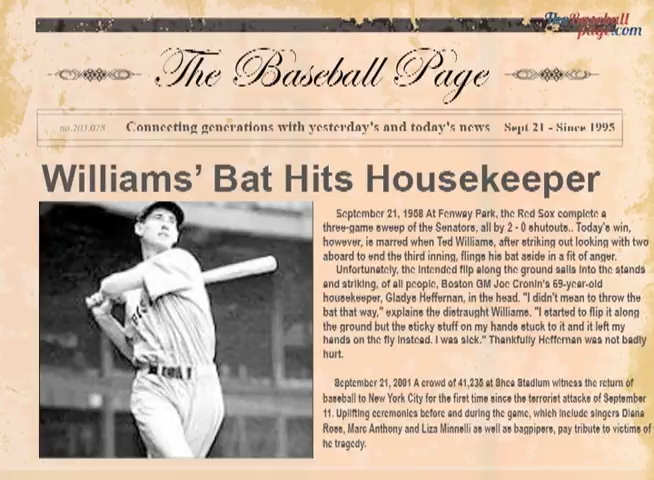 TheBaseball
page.com
The Baseball Page
no.203.028 Connecting generations with yesterday's and today's news Sept 21 - Since 1995
Williams' Bat Hits Housekeeper
September 21, 1958 At Fenway Park, the Red Sox complete a
three-game sweep of the Senators, all by 2 - 0 shutouts.. Today's win,
however, is marred when Ted Williams, after striking out looking with two
aboard to end the third inning, flings his bat aside in a fit of anger.
Unfortunately, the intended flip along the ground sails into the stands
and striking, of all people, Boston GM Joe Cronin's 69-year-old
housekeeper, Gladys Heffernan, in the head. "I didn't mean to throw the
bat that way," explains the distraught Williams. "I started to flip it along
the ground but the sticky stuff on my hands stuck to it and it left my
hands on the fly instead. I was sick." Thankfully Heffernan was not badly
hurt.
September 21, 2001 A crowd of 41,235 at Shea Stadium witness the return of
baseball to New York City for the first time since the terrorist attacks of September
11. Uplifting ceremonies before and during the game, which include singers Diana
Ross, Marc Anthony and Liza Minnelli as well as bagpipers, pay tribute to victims of
he tragedy.